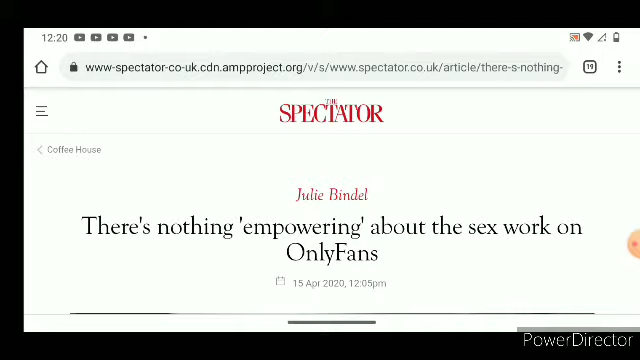 12:20
www-spectator-co-uk.cdn.ampproject.org/v/s/www.spectator.co.uk/article/there-s-nothing-
19
THE
SPECTATOR
Coffee House
Julie Bindel
There's nothing 'empowering' about the sex work on
OnlyFans
15 Apr 2020, 12:05pm
PowerDirector